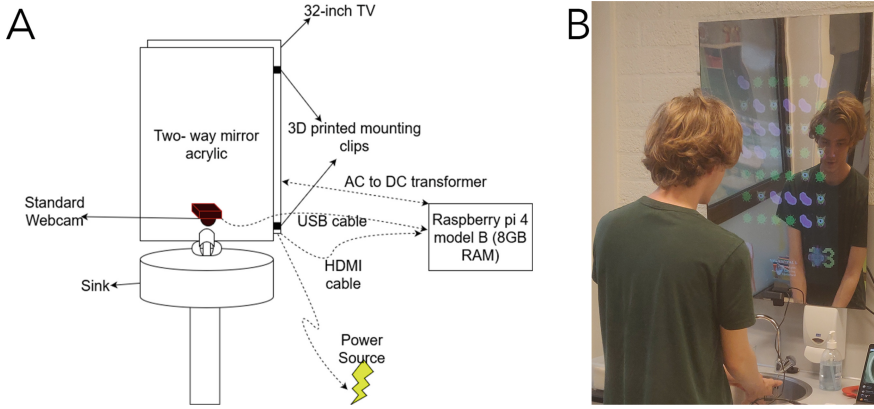 A
32-inch TV
B
Two- way mirror
acrylic
3D printed mounting
clips
AC to DC transformer
Standard
Webcam
USB cable
Raspberry pi 4
model B (8GB
RAM)
HDMI
cable
Sink
Power
Source